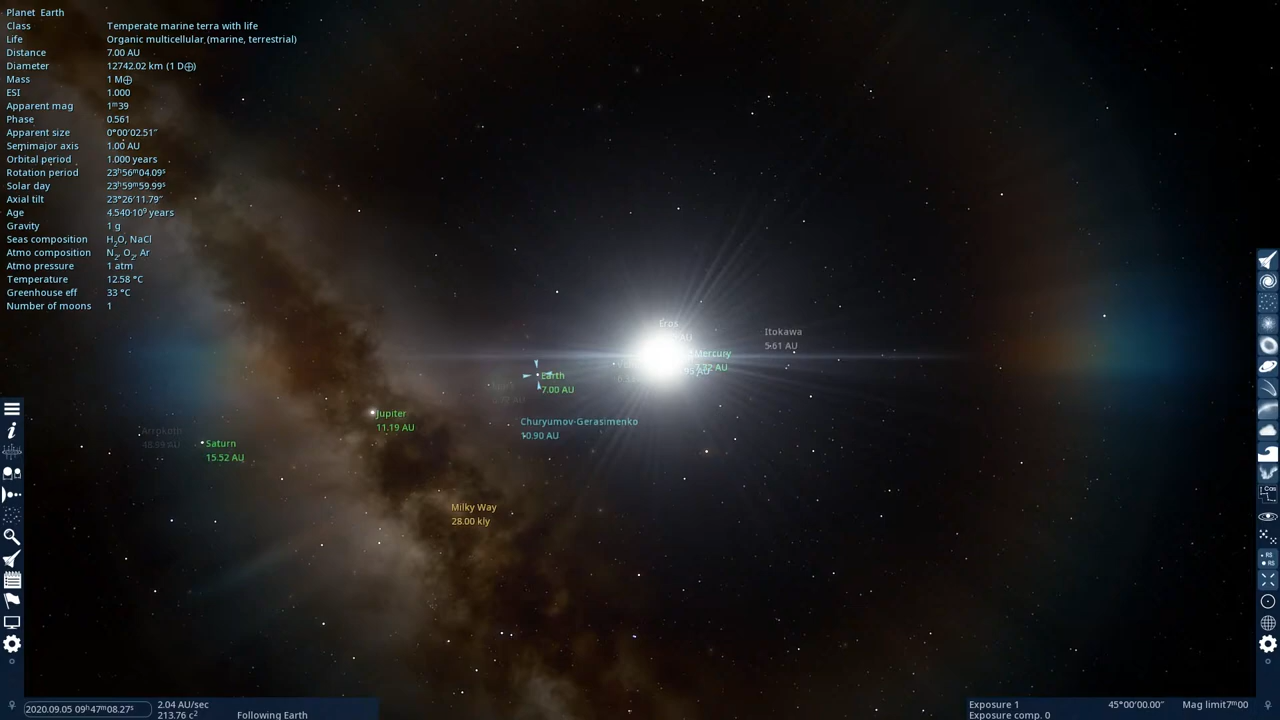 Planet Earth
Class Temperate marine terra with life
Life Organic multicellular (marine, terrestrial)
Distance 7.00 AU
Diameter 12742.02 km (1 D⊕)
Mass 1 M⊕
ESI 1.000
Apparent mag 1ᵐ39
Phase 0.561
Apparent size 0°00′02.51″
Semimajor axis 1.00 AU
Orbital period 1.000 years
Rotation period 23ʰ56ᵐ04.09ˢ
Solar day 23ʰ59ᵐ59.99ˢ
Axial tilt 23°26′11.79″
Age 4.540·10⁹ years
Gravity 1 g
Seas composition H₂O, NaCl
Atmo composition N₂, O₂, Ar
Atmo pressure 1 atm
Temperature 12.58 °C
Greenhouse eff 33 °C
Number of moons 1
Eros
AU
Itokawa
5.61 AU
Mercury
AU
Earth
7.00 AU
Jupiter
11.19 AU
Churyumov-Gerasimenko
Arrokoth
48.39 AU
Saturn
15.52 AU
Milky Way
28.00 kly
RS
RS
2020.09.05 09ʰ47ᵐ08.27ˢ
2.04 AU/sec
213.76 c²
Following Earth
Exposure 1
Exposure comp. 0
45°00′00.00″
Mag limit 7ᵐ00